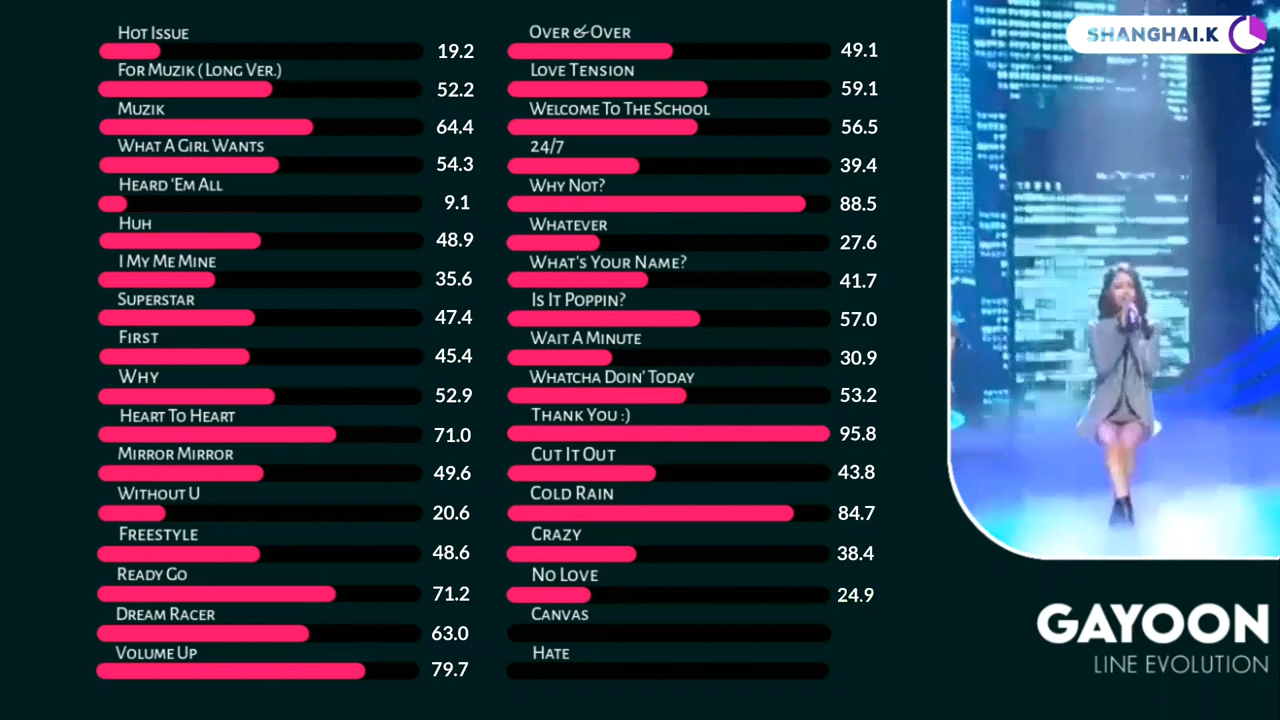 HOT ISSUE
19.2
FOR MUZIK (LONG VER.)
52.2
MUZIK
64.4
WHAT A GIRL WANTS
54.3
HEARD ‘EM ALL
9.1
HUH
48.9
I MY ME MINE
35.6
SUPERSTAR
47.4
FIRST
45.4
WHY
52.9
HEART TO HEART
71.0
MIRROR MIRROR
49.6
WITHOUT U
20.6
FREESTYLE
48.6
READY GO
71.2
DREAM RACER
63.0
VOLUME UP
79.7
OVER & OVER
49.1
LOVE TENSION
59.1
WELCOME TO THE SCHOOL
56.5
24/7
39.4
WHY NOT?
88.5
WHATEVER
27.6
WHAT'S YOUR NAME?
41.7
IS IT POPPIN?
57.0
WAIT A MINUTE
30.9
WHATCHA DOIN' TODAY
53.2
THANK YOU :)
95.8
CUT IT OUT
43.8
COLD RAIN
84.7
CRAZY
38.4
NO LOVE
24.9
CANVAS
HATE
SHANGHAI.K
GAYOON
LINE EVOLUTION